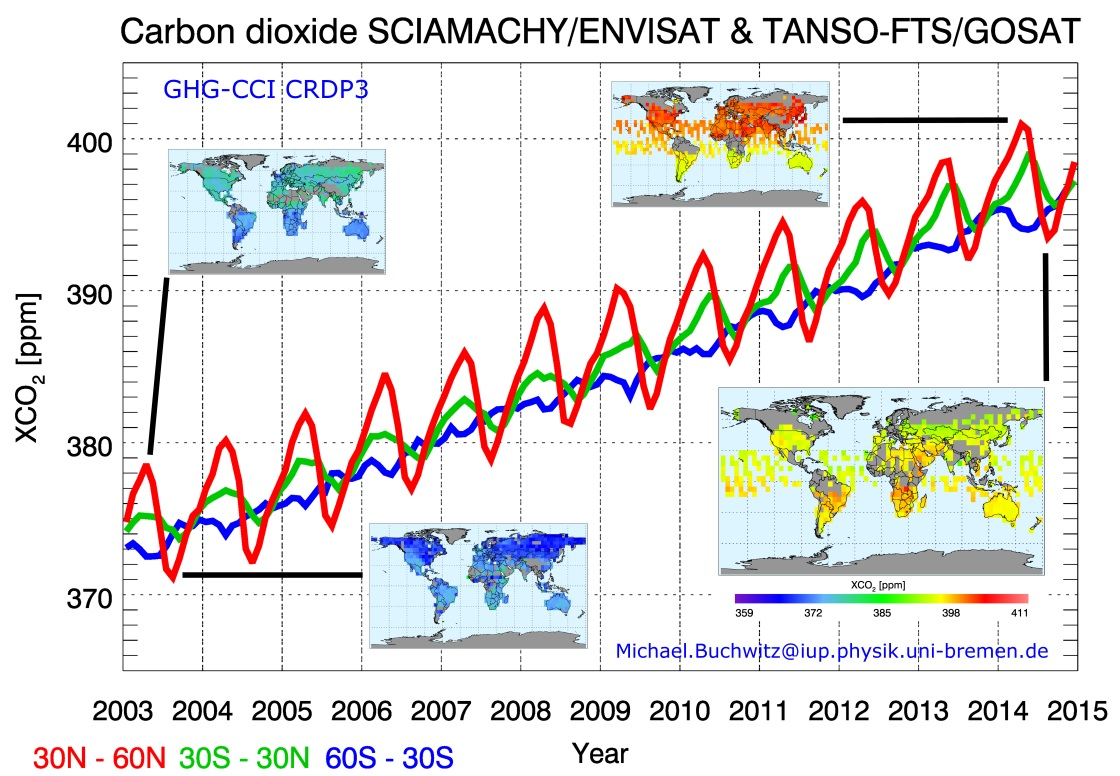 Carbon dioxide SCIAMACHY/ENVISAT & TANSO-FTS/GOSAT
GHG-CCI CRDP3
400
390
380
370
XCO2 [ppm]
XCO2 [ppm]
359 372 385 398 411
Michael.Buchwitz@iup.physik.uni-bremen.de
2003 2004 2005 2006 2007 2008 2009 2010 2011 2012 2013 2014 2015
Year
30N - 60N 30S - 30N 60S - 30S